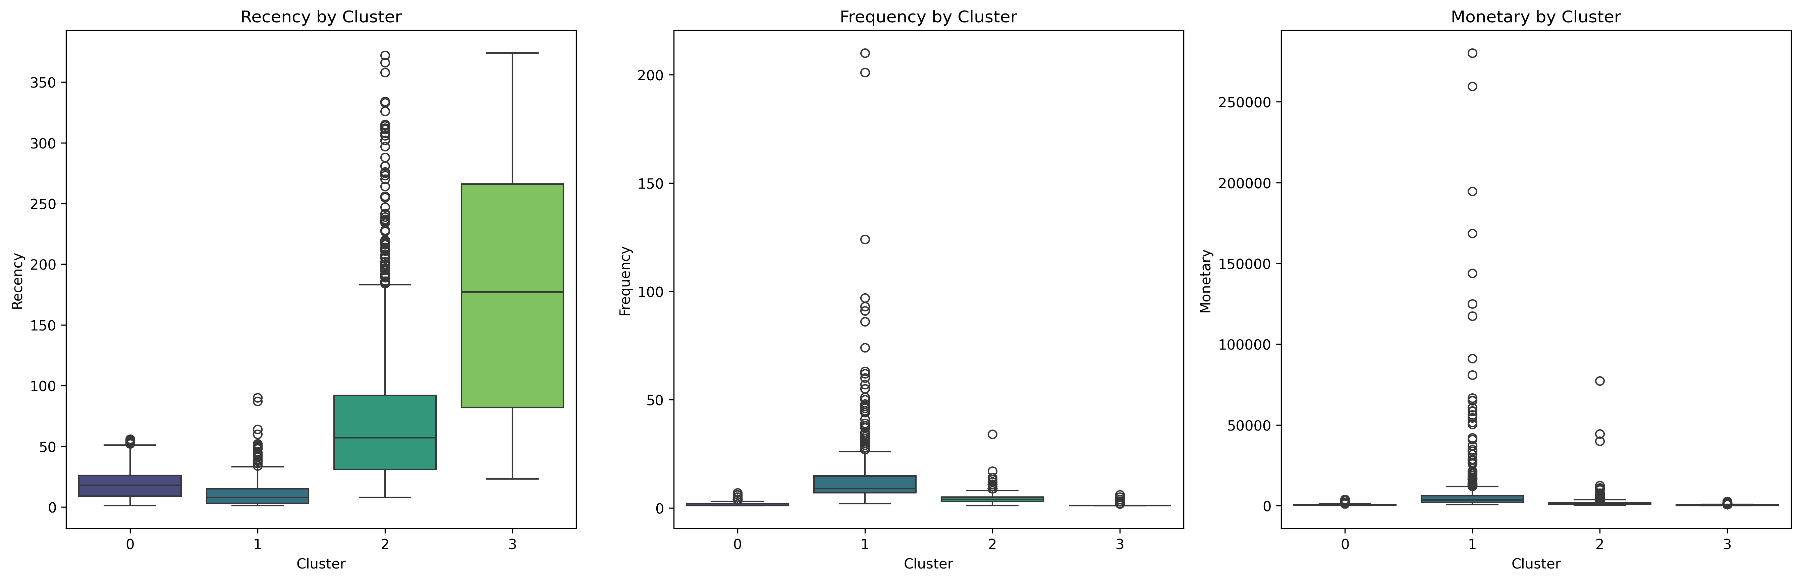 Recency by Cluster
350
300
250
200
150
100
50
0
Recency
0 1 2 3
Cluster
Frequency by Cluster
200
150
100
50
0
Frequency
0 1 2 3
Cluster
Monetary by Cluster
250000
200000
150000
100000
50000
0
Monetary
0 1 2 3
Cluster